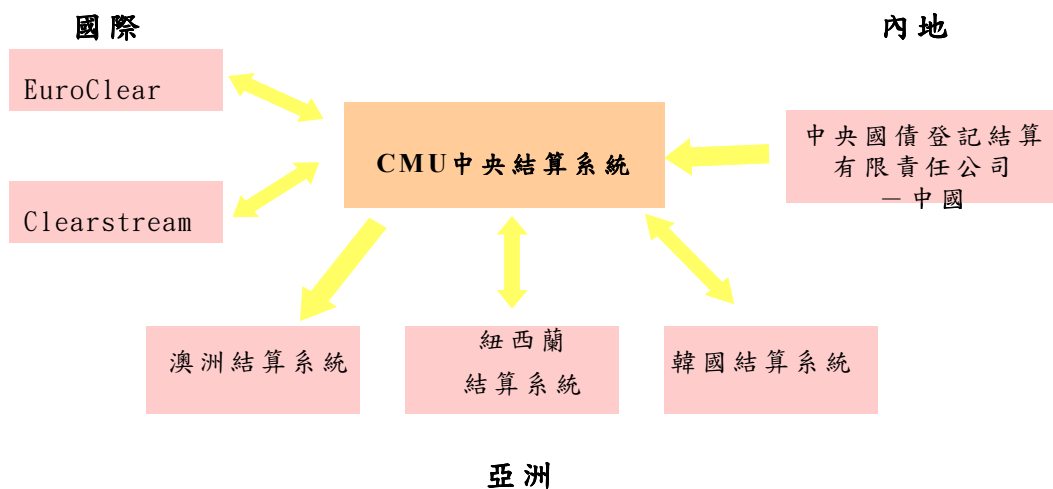 國際
內地
EuroClear
Clearstream
CMU中央結算系統
中央國債登記結算
有限責任公司
－中國
澳洲結算系統
紐西蘭
結算系統
韓國結算系統
亞洲